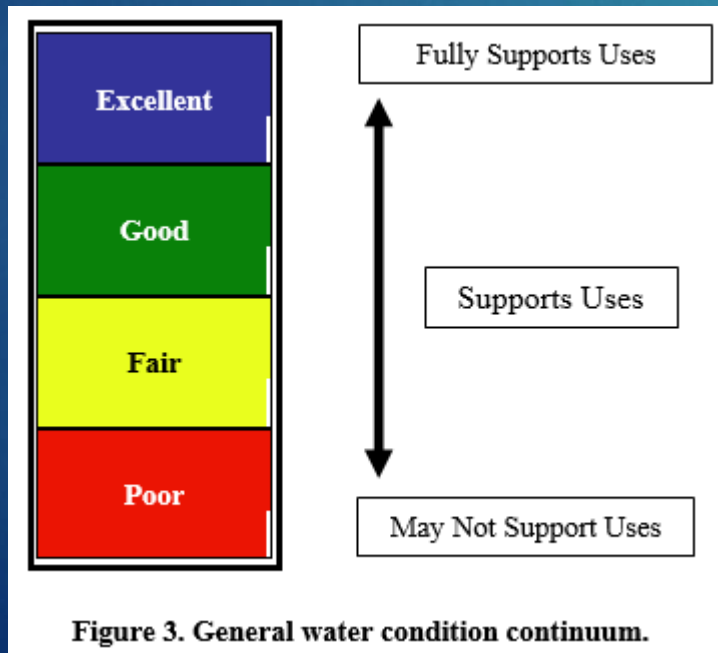 Excellent
Fully Supports Uses
Good
Supports Uses
Fair
Poor
May Not Support Uses
Figure 3. General water condition continuum.